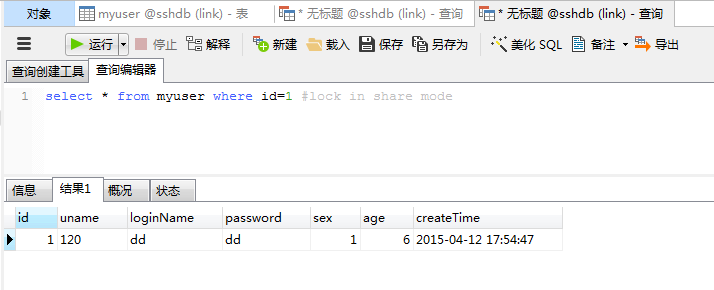 对象 myuser @sshdb (link) - 表 * 无标题 @sshdb (link) - 查询 * 无标题 @sshdb (link) - 查询
运行 停止 解释 新建 载入 保存 另存为 美化 SQL 备注 导出
查询创建工具 查询编辑器
1 select * from myuser where id=1 #lock in share mode
信息 结果1 概况 状态
id uname loginName password sex age createTime
1 120 dd dd 1 6 2015-04-12 17:54:47